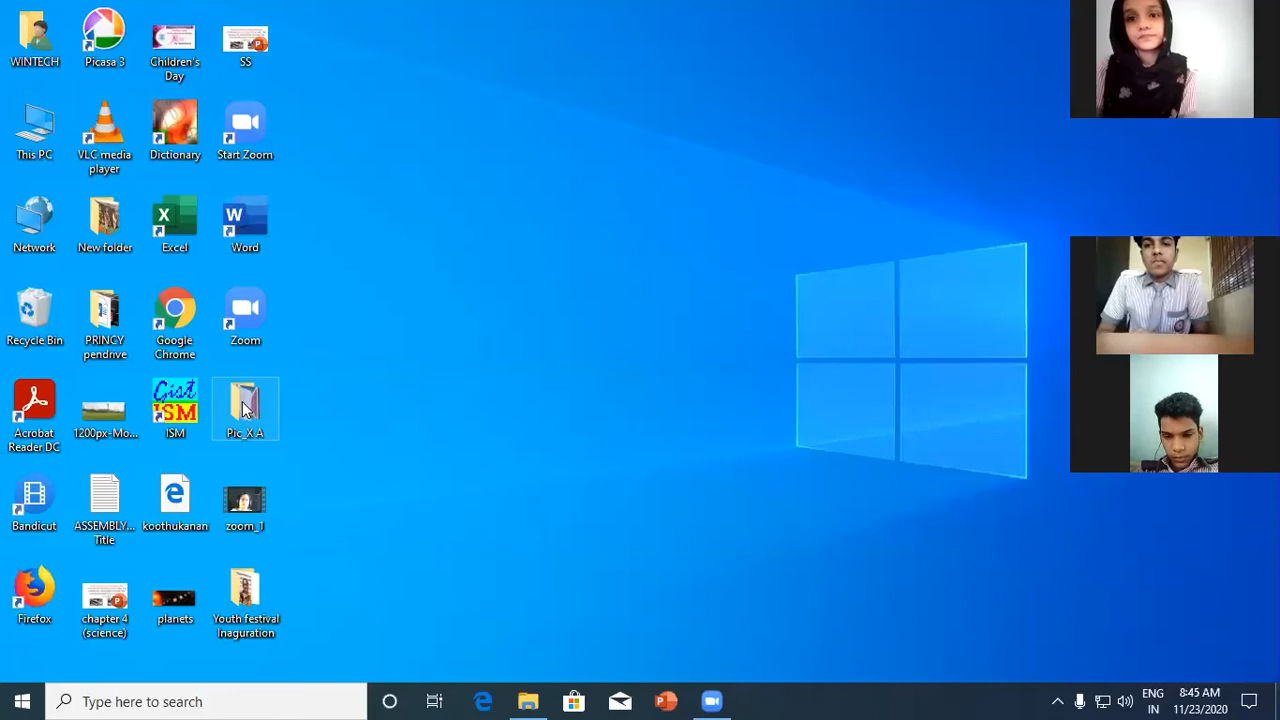 WINTECH
Picasa 3
Children's
Day
SS
This PC
VLC media
player
Dictionary
Start Zoom
Network
New folder
Excel
Word
Recycle Bin
PRINCY
pendrive
Google
Chrome
Zoom
Acrobat
Reader DC
1200px-Mo...
Gist
ISM
ISM
Pic_X A
Bandicut
ASSEMBLY...
Title
koothukanan
zoom_1
Firefox
chapter 4
(science)
planets
Youth festival
inaguration
Type here to search
ENG
IN
8:45 AM
11/23/2020